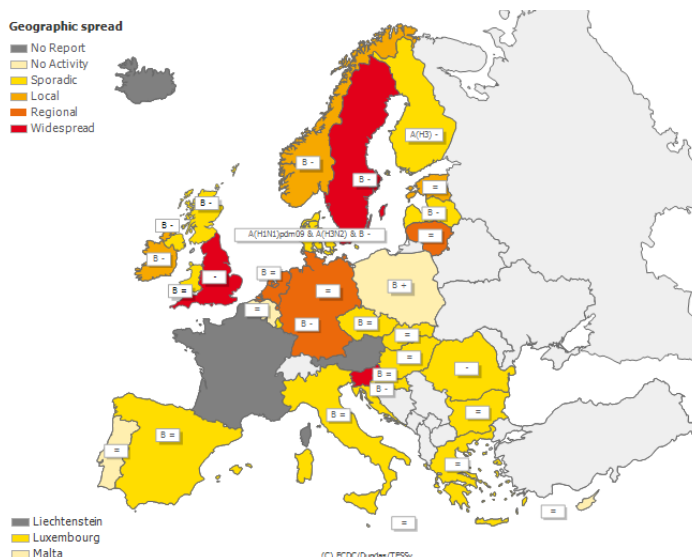 Geographic spread
No Report
No Activity
Sporadic
Local
Regional
Widespread
A(H3) -
B -
B -
=
B -
B -
A(H1N1)pdm09 & A(H3N2) & B -
=
B -
B -
-
B =
=
B +
B =
=
B -
B =
=
=
B =
B -
-
=
B =
B =
=
=
=
=
Liechtenstein
Luxembourg
Malta
(C) ECDC/Dundas/TESSy